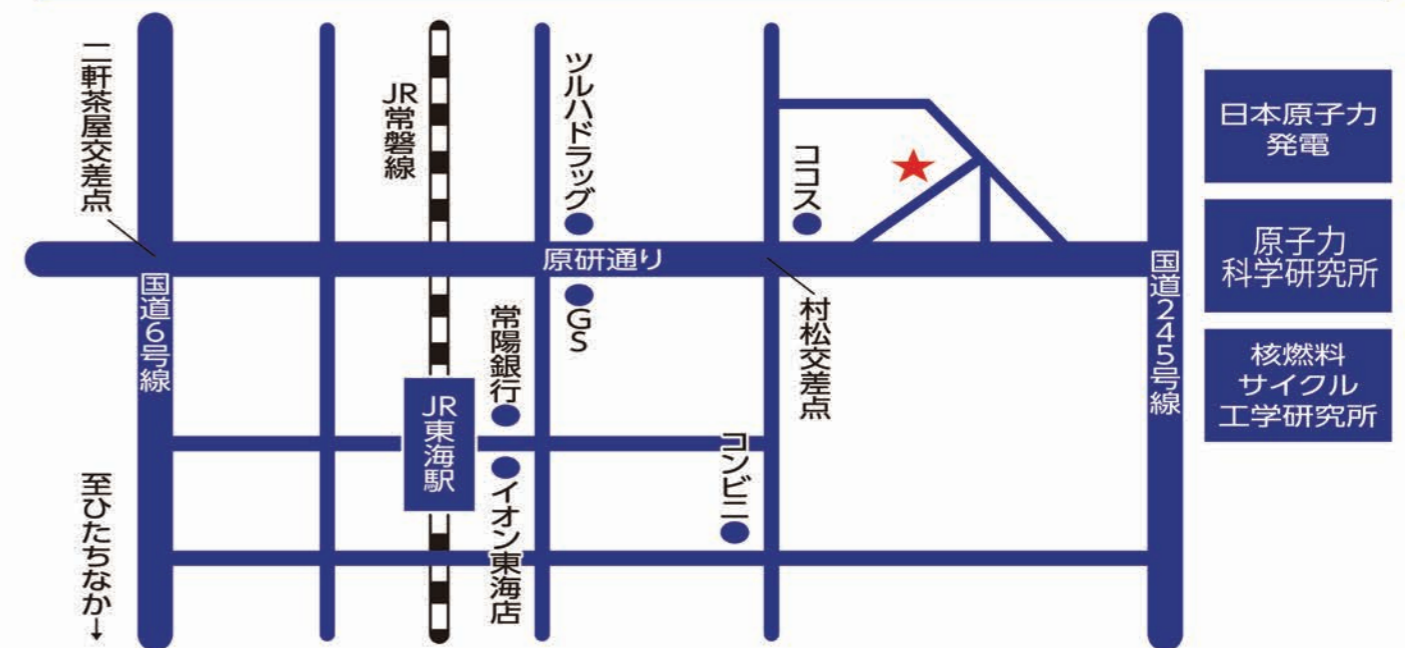 二軒茶屋交差点
JR常磐線
ツルハドラッグ
ココス
日本原子力
発電
原子力
科学研究所
核燃料
サイクル
工学研究所
原研通り
国道6号線
国道245号線
GS
常陽銀行
村松交差点
JR東海駅
コンビニ
イオン東海店
至ひたちなか→